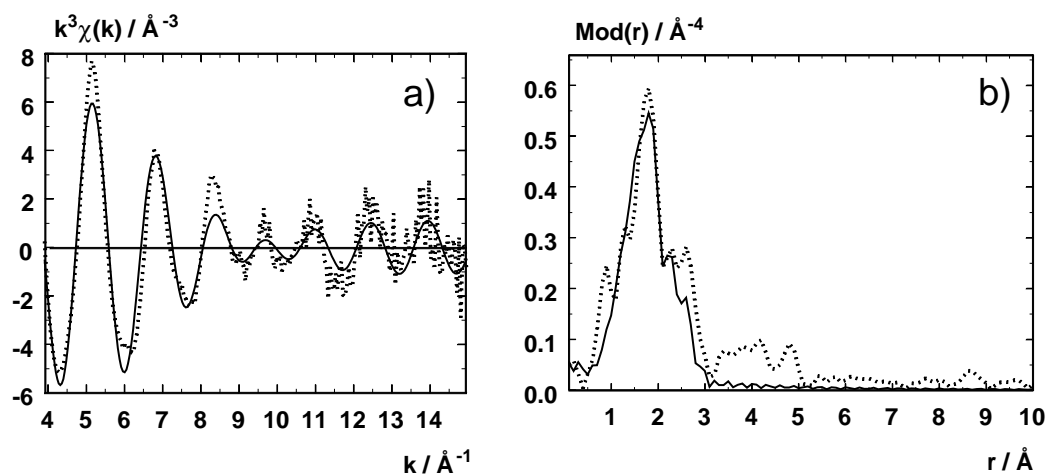 k³χ(k) / Å⁻³
Mod(r) / Å⁻⁴
a)
b)
8
6
4
2
0
-2
-4
-6
4 5 6 7 8 9 10 11 12 13 14
k / Å⁻¹
0.6
0.5
0.4
0.3
0.2
0.1
0.0
1 2 3 4 5 6 7 8 9 10
r / Å